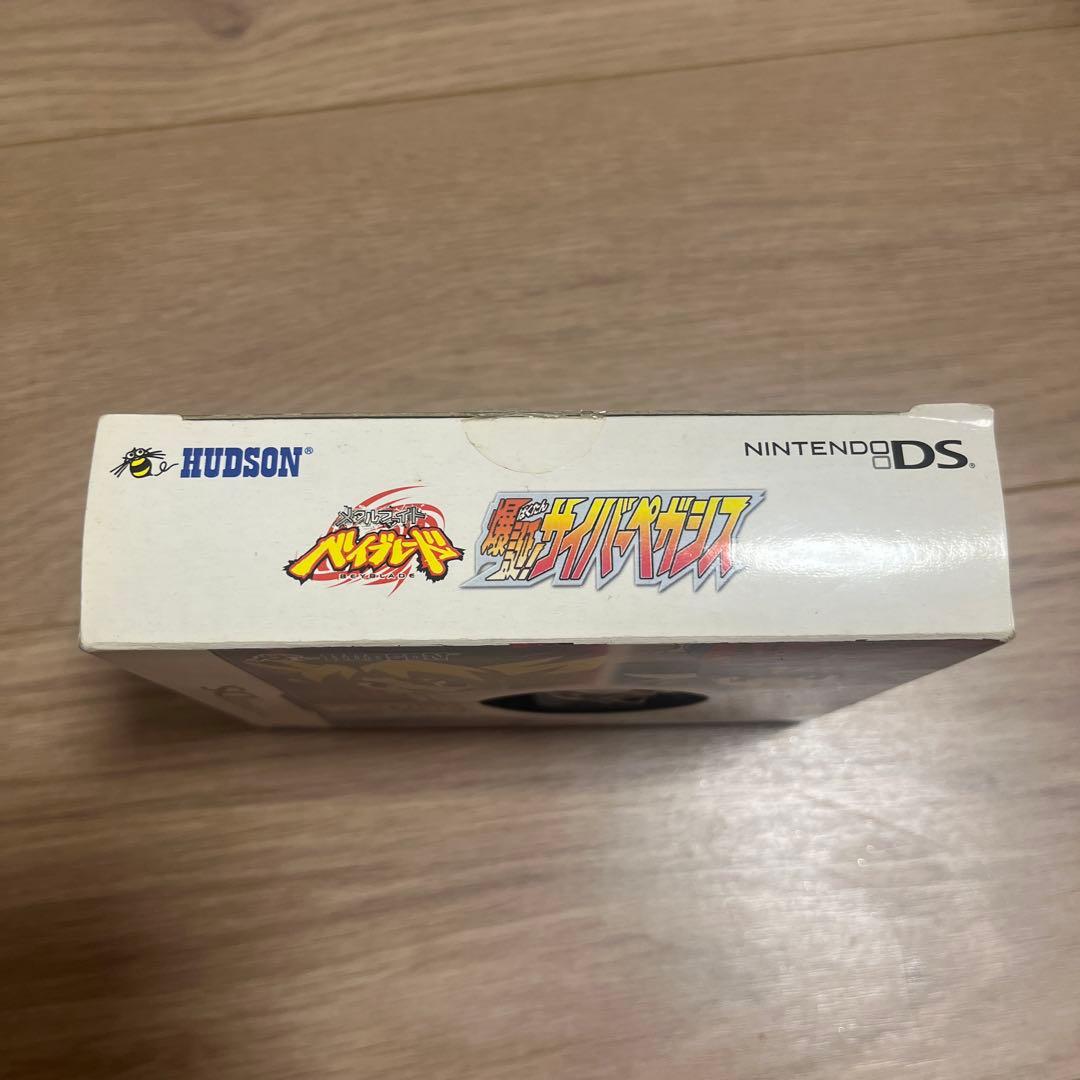 HUDSON®
NINTENDO DS®
メタルファイト
ベイブレード
BEYBLADE
ばくたん
爆誕!サイバーペガシス